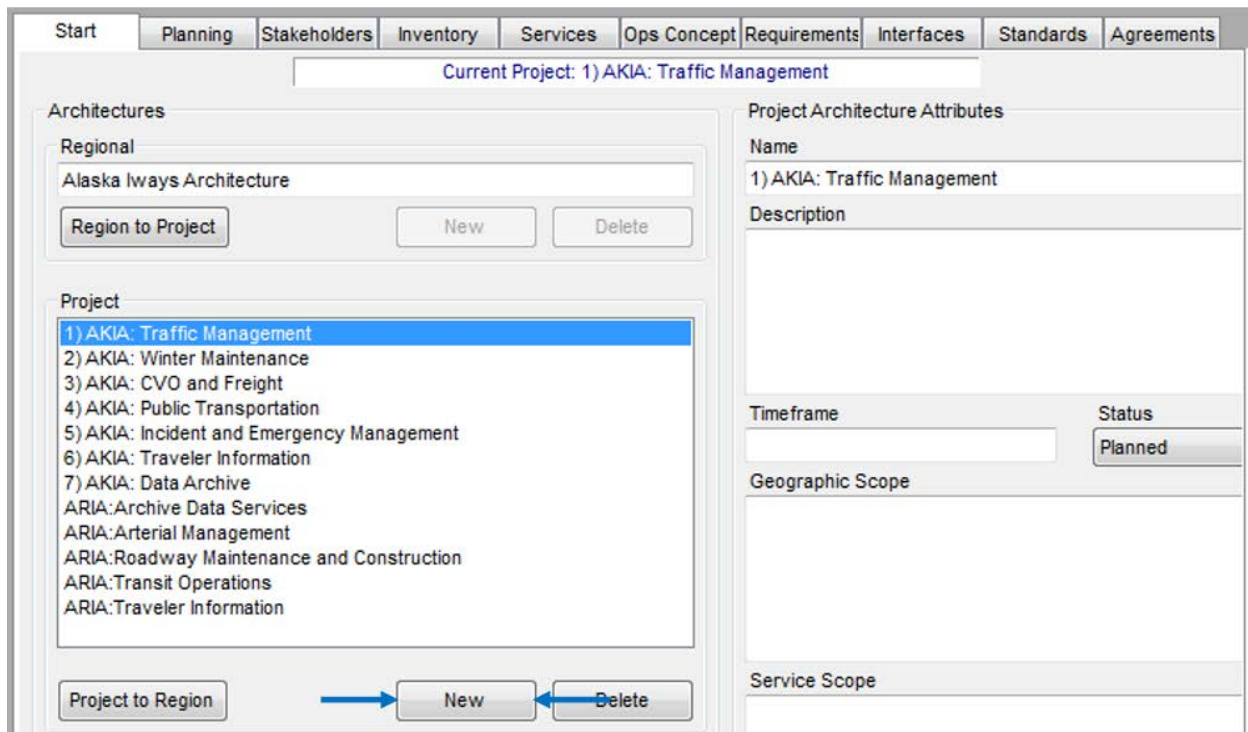 Start Planning Stakeholders Inventory Services Ops Concept Requirements Interfaces Standards Agreements
Current Project: 1) AKIA: Traffic Management
Architectures
Regional
Alaska Iways Architecture
Region to Project New Delete
Project
1) AKIA: Traffic Management
2) AKIA: Winter Maintenance
3) AKIA: CVO and Freight
4) AKIA: Public Transportation
5) AKIA: Incident and Emergency Management
6) AKIA: Traveler Information
7) AKIA: Data Archive
ARIA:Archive Data Services
ARIA:Arterial Management
ARIA:Roadway Maintenance and Construction
ARIA:Transit Operations
ARIA:Traveler Information
Project to Region New Delete
Project Architecture Attributes
Name
1) AKIA: Traffic Management
Description
Timeframe Status
Planned
Geographic Scope
Service Scope